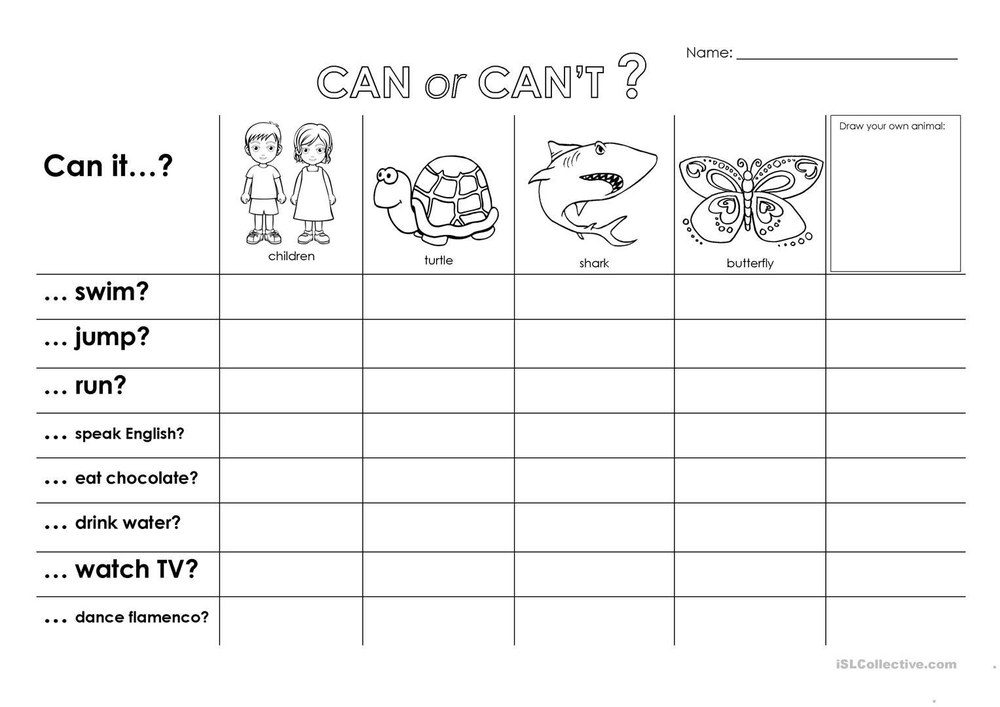 Name:
CAN or CAN'T ?
Draw your own animal:
Can it…?
children
turtle
shark
butterfly
… swim?
… jump?
… run?
… speak English?
… eat chocolate?
… drink water?
… watch TV?
… dance flamenco?
iSLCollective.com